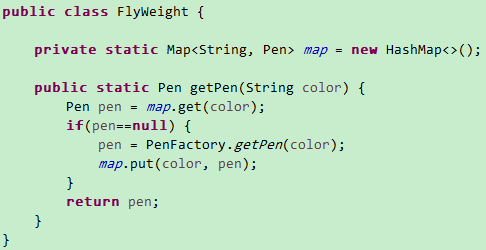 public class FlyWeight {
private static Map<String, Pen> map = new HashMap<>();
public static Pen getPen(String color) {
Pen pen = map.get(color);
if(pen==null) {
pen = PenFactory.getPen(color);
map.put(color, pen);
}
return pen;
}
}